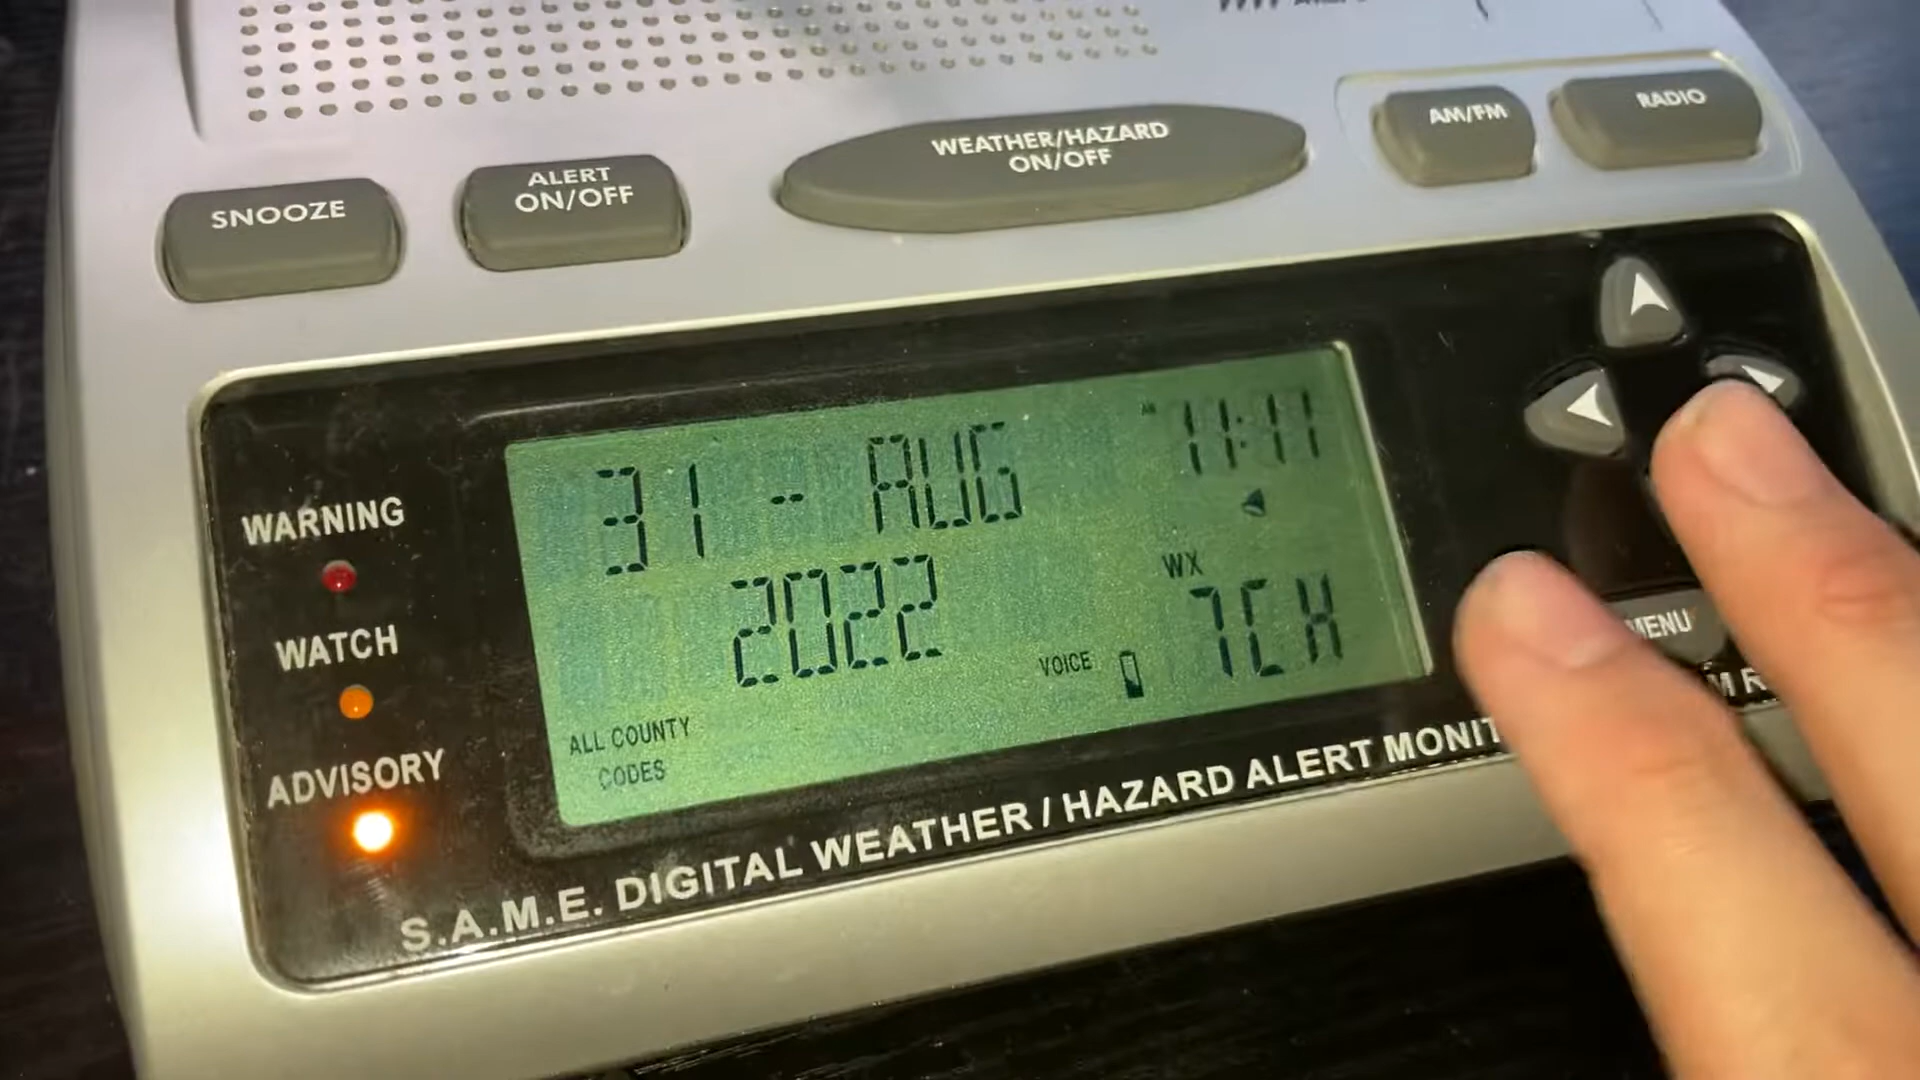 AM/FM
RADIO
WEATHER/HAZARD
ON/OFF
ALERT
ON/OFF
SNOOZE
31 - AUG
11:11
2022
WX
7CH
VOICE
ALL COUNTY
CODES
WARNING
WATCH
ADVISORY
MENU
S.A.M.E. DIGITAL WEATHER / HAZARD ALERT MONIT